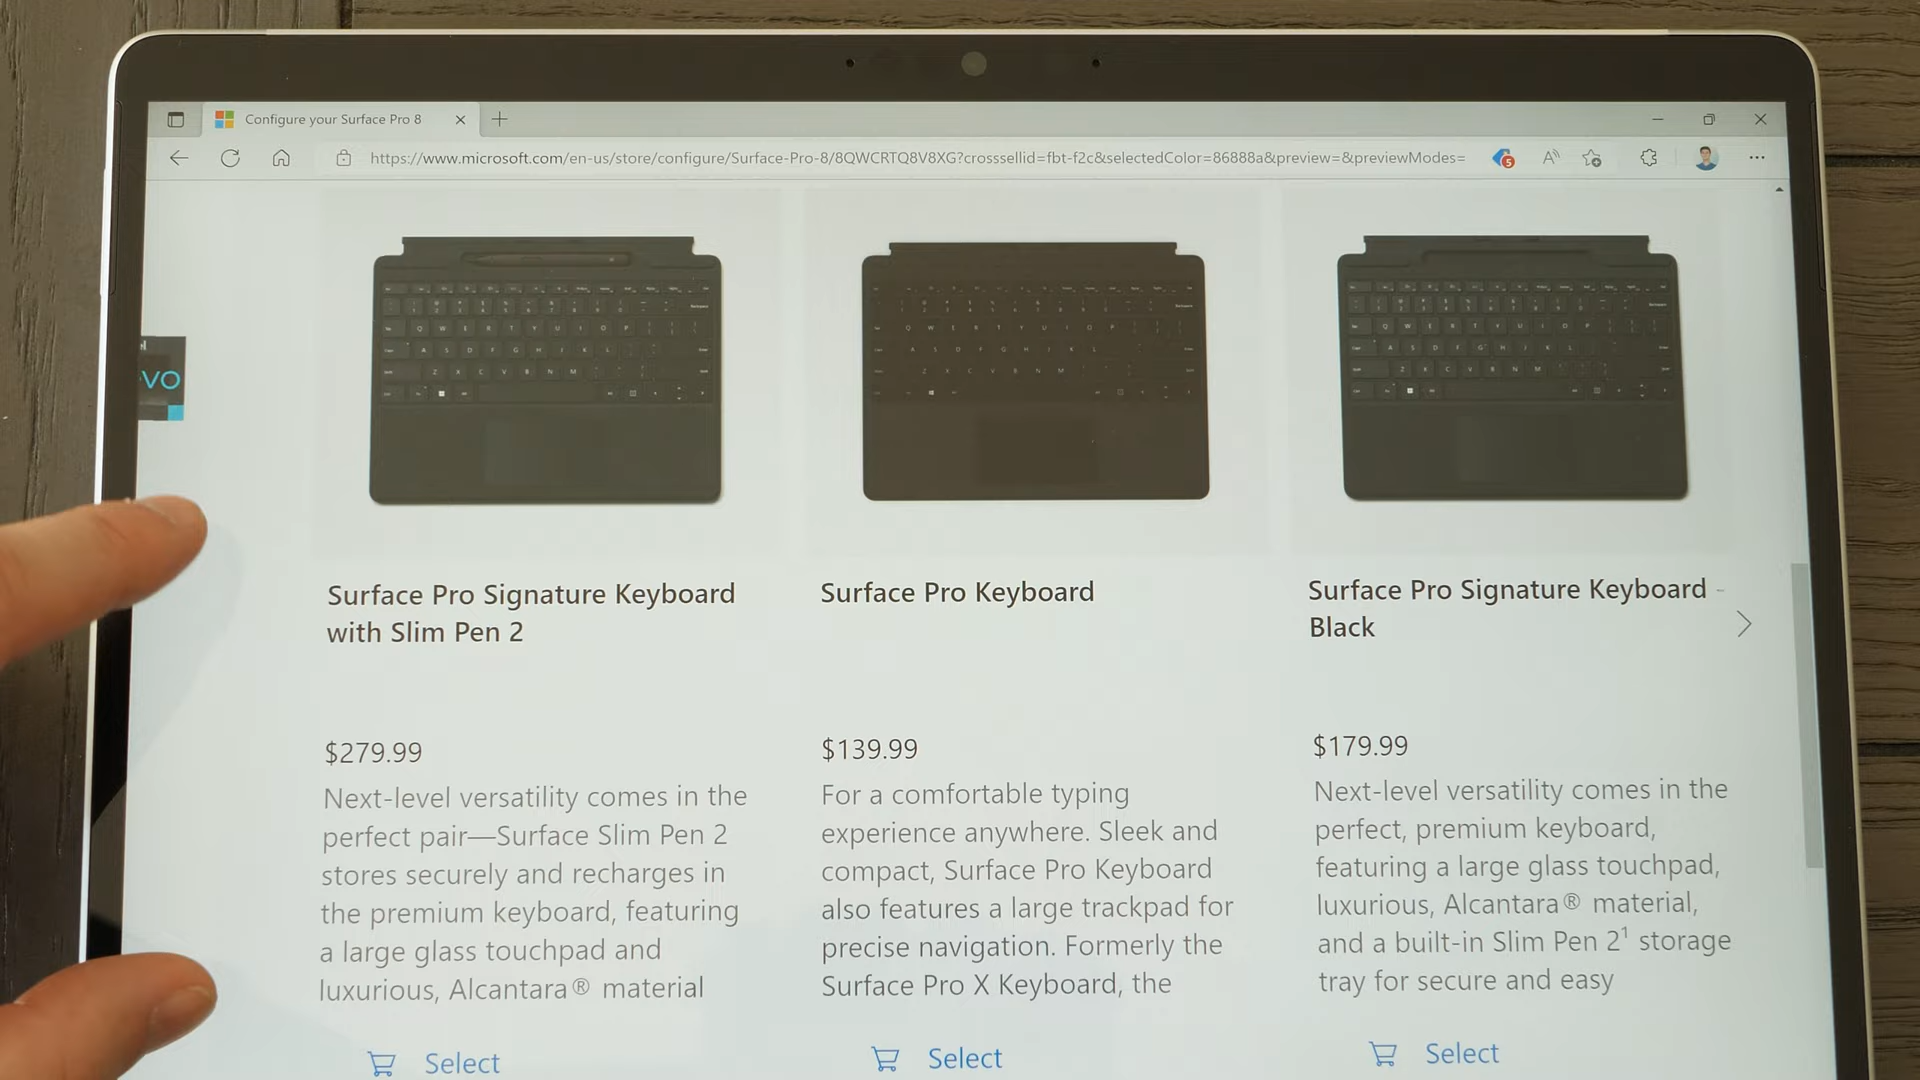 Configure your Surface Pro 8
https://www.microsoft.com/en-us/store/configure/Surface-Pro-8/8QWCRTQ8V8XG?crosssellid=fbt-f2c&selectedColor=86888a&preview=&previewModes=
5
VO
Surface Pro Signature Keyboard
with Slim Pen 2
$279.99
Next-level versatility comes in the
perfect pair—Surface Slim Pen 2
stores securely and recharges in
the premium keyboard, featuring
a large glass touchpad and
luxurious, Alcantara® material
Select
Surface Pro Keyboard
$139.99
For a comfortable typing
experience anywhere. Sleek and
compact, Surface Pro Keyboard
also features a large trackpad for
precise navigation. Formerly the
Surface Pro X Keyboard, the
Select
Surface Pro Signature Keyboard -
Black
$179.99
Next-level versatility comes in the
perfect, premium keyboard,
featuring a large glass touchpad,
luxurious, Alcantara® material,
and a built-in Slim Pen 2¹ storage
tray for secure and easy
Select